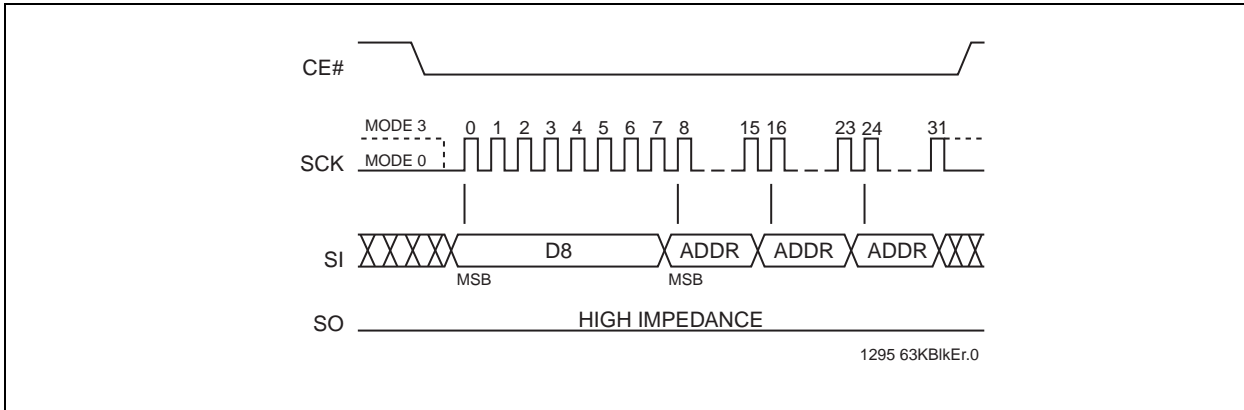 CE#
MODE 3
0 1 2 3 4 5 6 7 8 15 16 23 24 31
SCK
MODE 0
SI
D8 ADDR ADDR ADDR
MSB MSB
SO
HIGH IMPEDANCE
1295 63KBlkEr.0